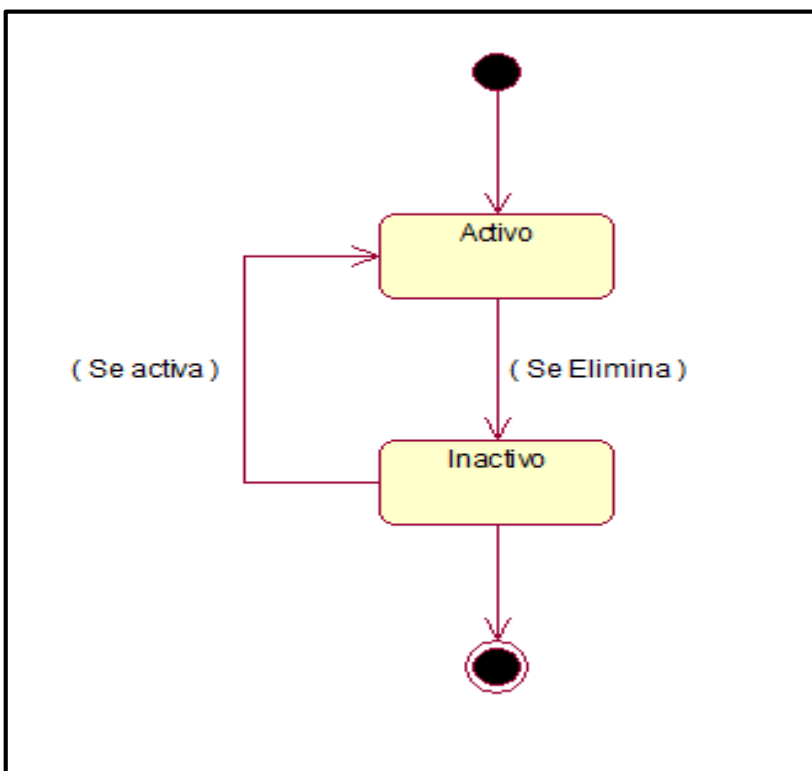 Activo
( Se activa )
( Se Elimina )
Inactivo